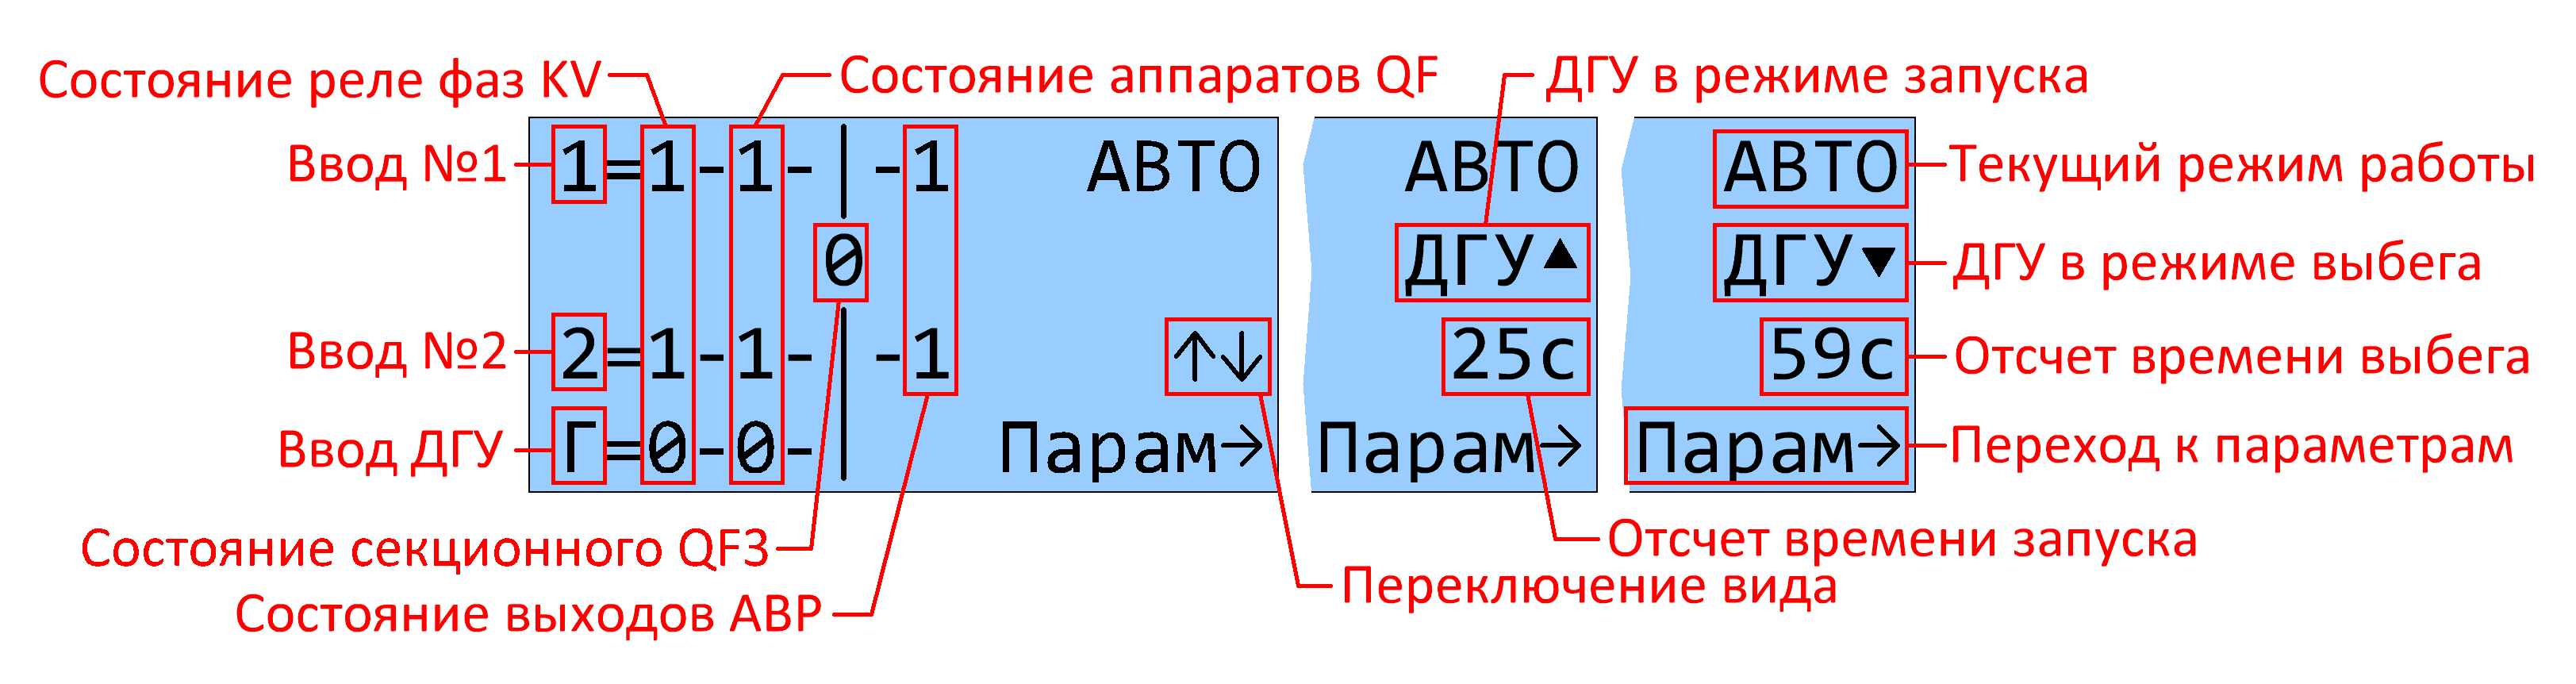 Состояние реле фаз KV
Состояние аппаратов QF
ДГУ в режиме запуска
Ввод №1
1=1-1-| -1 АВТО
АВТО
АВТО
Текущий режим работы
0
ДГУ▲
ДГУ▼
ДГУ в режиме выбега
Ввод №2
2=1-1-| -1 ↑↓
25с
59с
Отсчет времени выбега
Ввод ДГУ
Г=0-0-| Парам→
Парам→
Парам→
Переход к параметрам
Состояние секционного QF3
Отсчет времени запуска
Переключение вида
Состояние выходов АВР